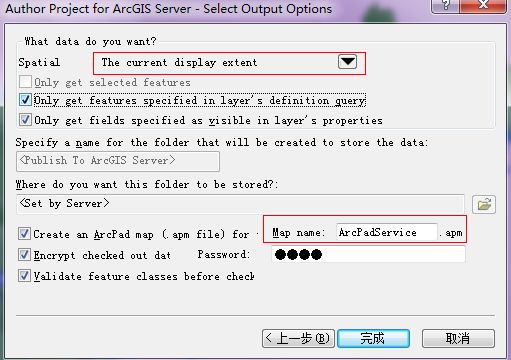 Author Project for ArcGIS Server - Select Output Options
What data do you want?
Spatial The current display extent
Only get selected features
Only get features specified in layer's definition query
Only get fields specified as visible in layer's properties
Specify a name for the folder that will be created to store the data:
<Publish To ArcGIS Server>
Where do you want this folder to be stored?:
<Set by Server>
Create an ArcPad map (.apm file) for Map name: ArcPadService .apm
Encrypt checked out dat Password: ●●●●
Validate feature classes before check
< 上一步(B) 完成 取消